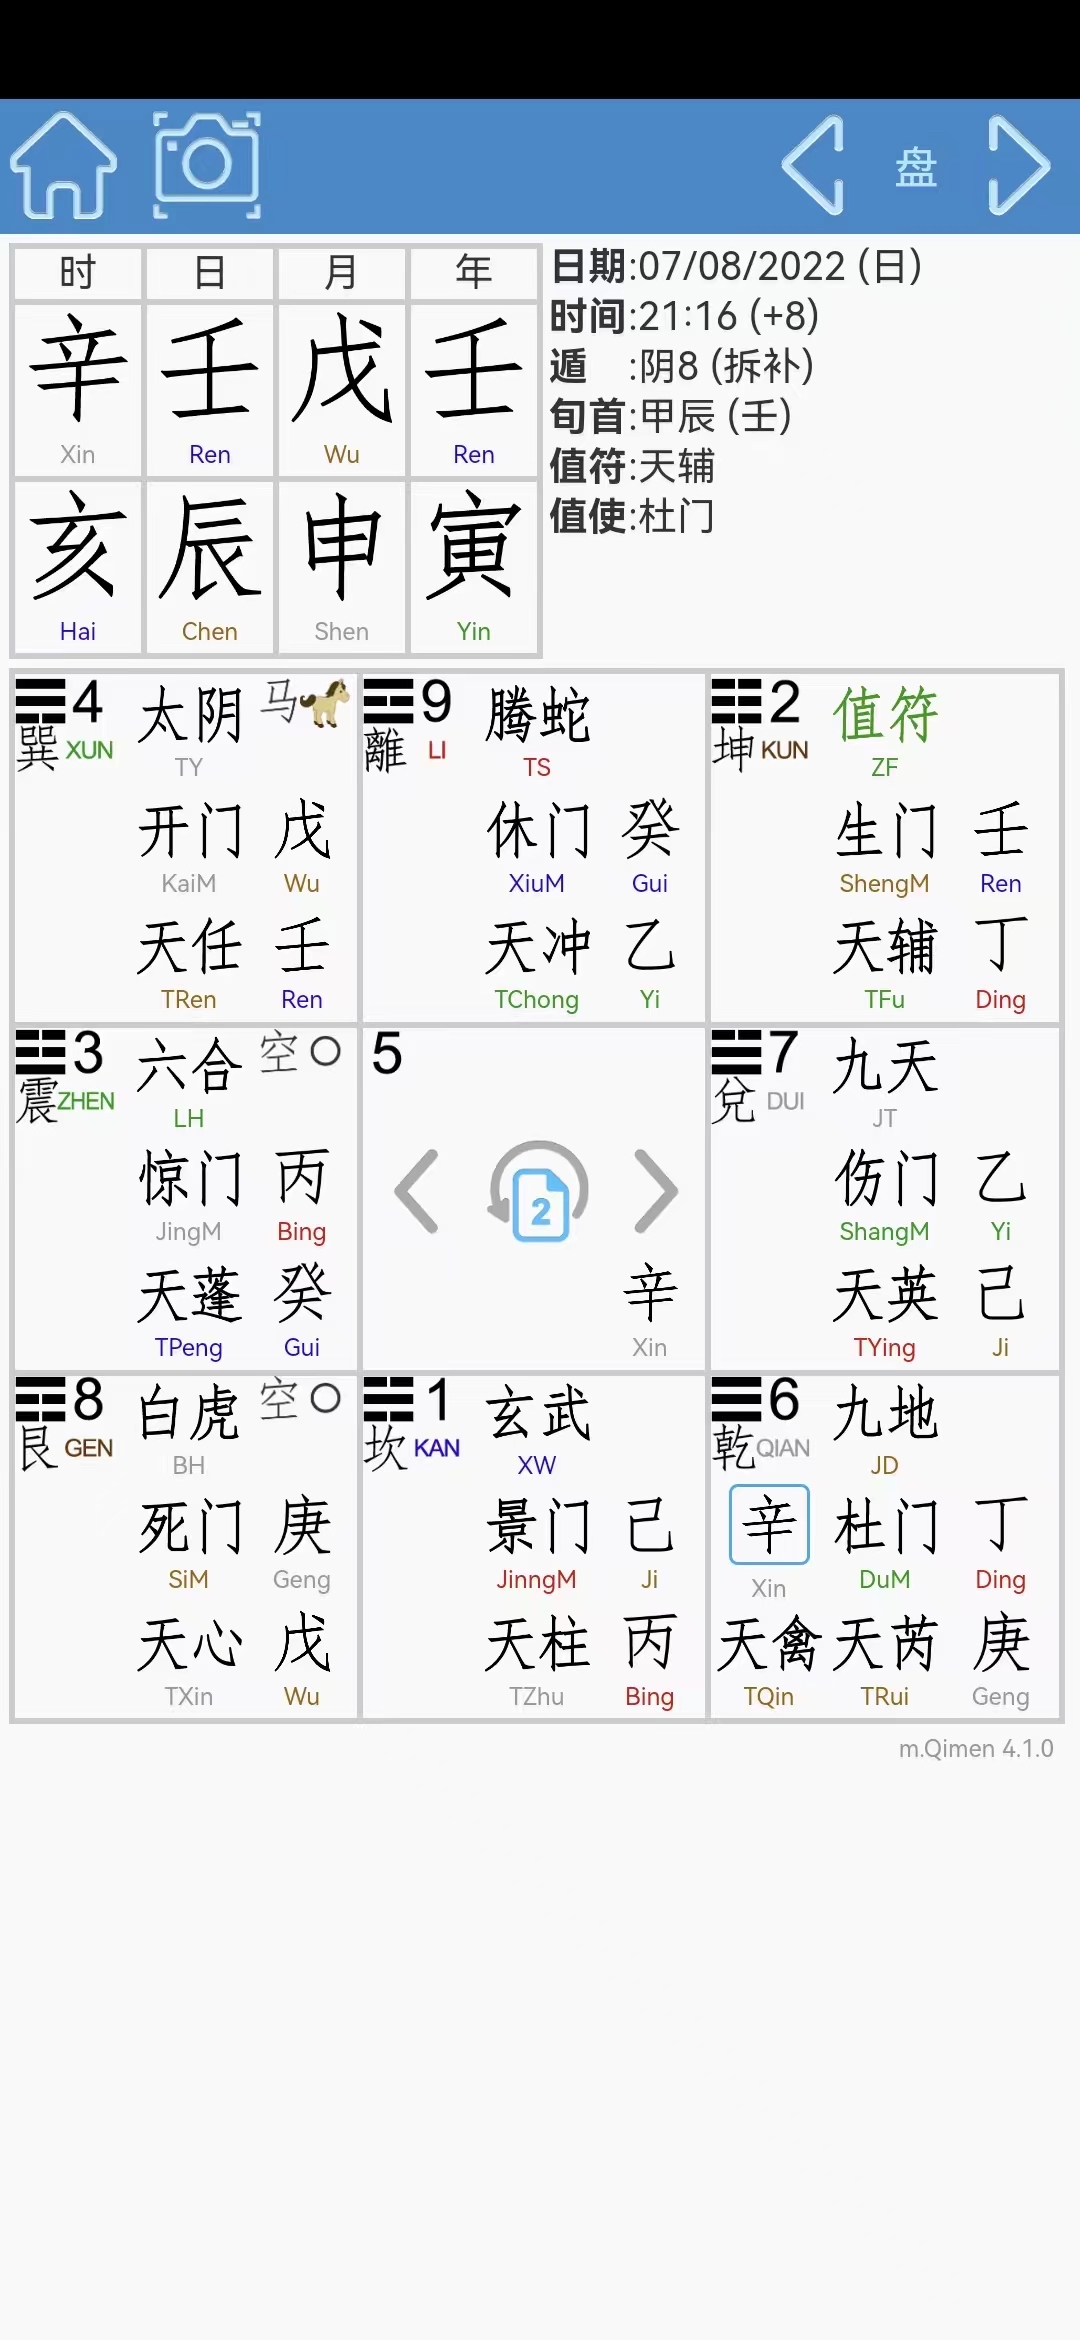 盘
时 日 月 年
辛 壬 戊 壬
Xin Ren Wu Ren
亥 辰 申 寅
Hai Chen Shen Yin
日期:07/08/2022 (日)
时间:21:16 (+8)
遁 :阴8 (拆补)
旬首:甲辰 (壬)
值符:天辅
值使:杜门
4 太阴 马
巽 XUN TY
开门 戊
KaiM Wu
天任 壬
TRen Ren
9 腾蛇
離 LI TS
休门 癸
XiuM Gui
天冲 乙
TChong Yi
2 值符
坤 KUN ZF
生门 壬
ShengM Ren
天辅 丁
TFu Ding
3 六合 空
震 ZHEN LH
惊门 丙
JingM Bing
天蓬 癸
TPeng Gui
5
2
辛
Xin
7 九天
兌 DUI JT
伤门 乙
ShangM Yi
天英 己
TYing Ji
8 白虎 空
艮 GEN BH
死门 庚
SiM Geng
天心 戊
TXin Wu
1 玄武
坎 KAN XW
景门 己
JinngM Ji
天柱 丙
TZhu Bing
6 九地
乾 QIAN JD
辛 杜门 丁
Xin DuM Ding
天禽 天芮 庚
TQin TRui Geng
m.Qimen 4.1.0